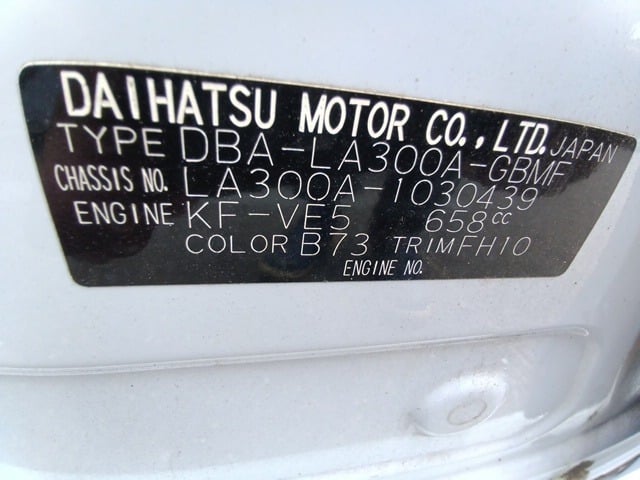 DAIHATSU MOTOR CO., LTD. JAPAN
TYPE DBA-LA300A-GBMF
CHASSIS NO. LA300A-1030439
ENGINE KF-VE5 658cc
COLOR B73 TRIM FH10
ENGINE NO.